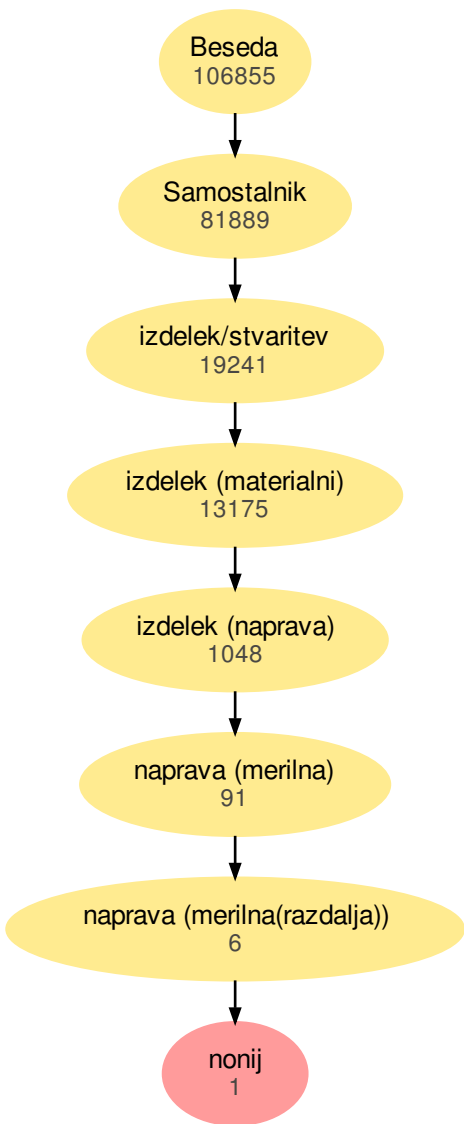 Beseda
106855
Samostalnik
81889
izdelek/stvaritev
19241
izdelek (materialni)
13175
izdelek (naprava)
1048
naprava (merilna)
91
naprava (merilna(razdalja))
6
nonij
1